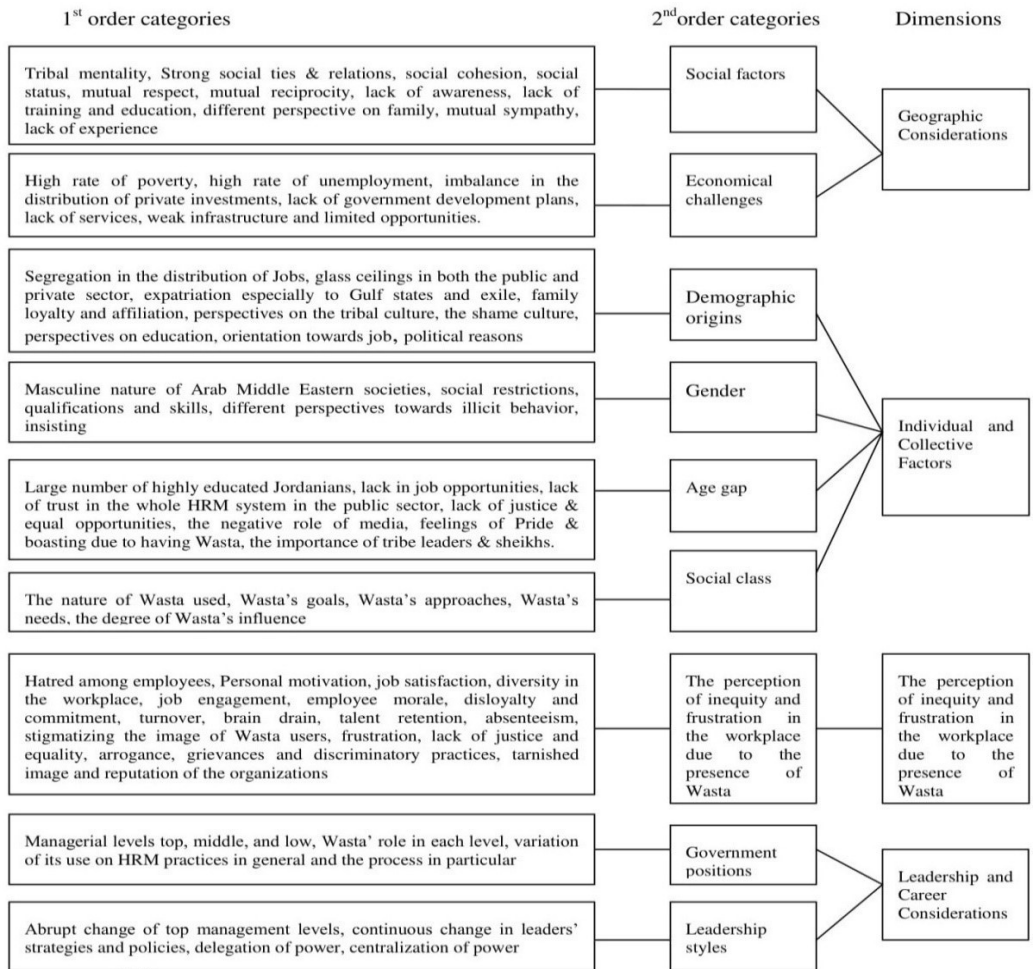 1st order categories
2nd order categories
Dimensions
Tribal mentality, Strong social ties & relations, social cohesion, social
status, mutual respect, mutual reciprocity, lack of awareness, lack of
training and education, different perspective on family, mutual sympathy,
lack of experience
Social factors
Geographic
Considerations
High rate of poverty, high rate of unemployment, imbalance in the
distribution of private investments, lack of government development plans,
lack of services, weak infrastructure and limited opportunities.
Economical
challenges
Segregation in the distribution of Jobs, glass ceilings in both the public and
private sector, expatriation especially to Gulf states and exile, family
loyalty and affiliation, perspectives on the tribal culture, the shame culture,
perspectives on education, orientation towards job, political reasons
Demographic
origins
Masculine nature of Arab Middle Eastern societies, social restrictions,
qualifications and skills, different perspectives towards illicit behavior,
insisting
Gender
Individual and
Collective
Factors
Large number of highly educated Jordanians, lack in job opportunities, lack
of trust in the whole HRM system in the public sector, lack of justice &
equal opportunities, the negative role of media, feelings of Pride &
boasting due to having Wasta, the importance of tribe leaders & sheikhs.
Age gap
The nature of Wasta used, Wasta's goals, Wasta's approaches, Wasta's
needs, the degree of Wasta's influence
Social class
Hatred among employees, Personal motivation, job satisfaction, diversity in
the workplace, job engagement, employee morale, disloyalty and
commitment, turnover, brain drain, talent retention, absenteeism,
stigmatizing the image of Wasta users, frustration, lack of justice and
equality, arrogance, grievances and discriminatory practices, tarnished
image and reputation of the organizations
The perception
of inequity and
frustration in
the workplace
due to the
presence of
Wasta
The perception
of inequity and
frustration in
the workplace
due to the
presence of
Wasta
Managerial levels top, middle, and low, Wasta' role in each level, variation
of its use on HRM practices in general and the process in particular
Government
positions
Leadership and
Career
Considerations
Abrupt change of top management levels, continuous change in leaders'
strategies and policies, delegation of power, centralization of power
Leadership
styles